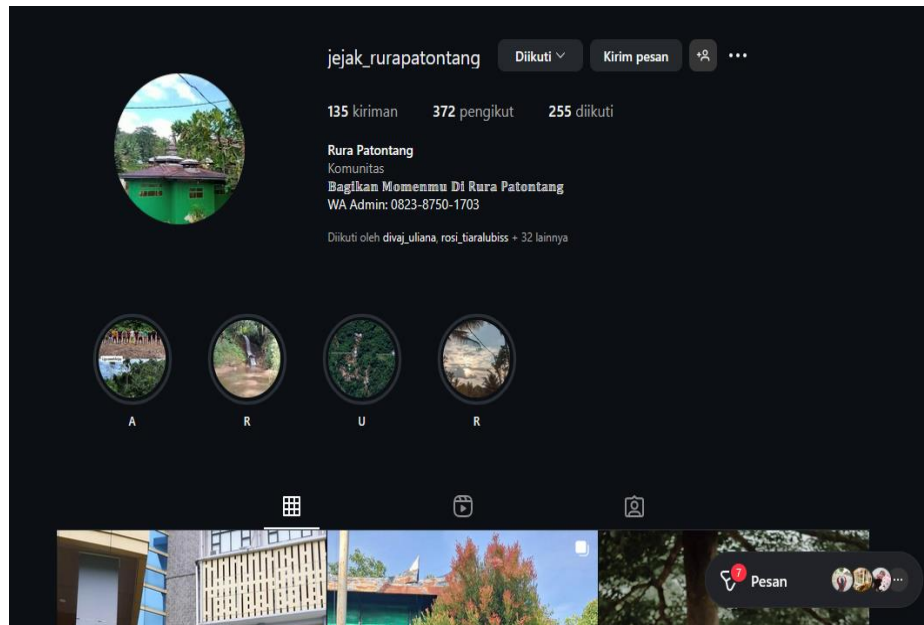 jejak_rurapatontang Diikuti Kirim pesan
135 kiriman 372 pengikut 255 diikuti
Rura Patontang
Komunitas
𝔹𝕒𝕘𝕚𝕜𝕒𝕟 𝕄𝕠𝕞𝕖𝕟𝕞𝕦 𝔻𝕚 ℝ𝕦𝕣𝕒 ℙ𝕒𝕥𝕠𝕟𝕥𝕒𝕟𝕘
WA Admin: 0823-8750-1703
Diikuti oleh divaj_uliana, rosi_tiaralubiss + 32 lainnya
A R U R
7 Pesan